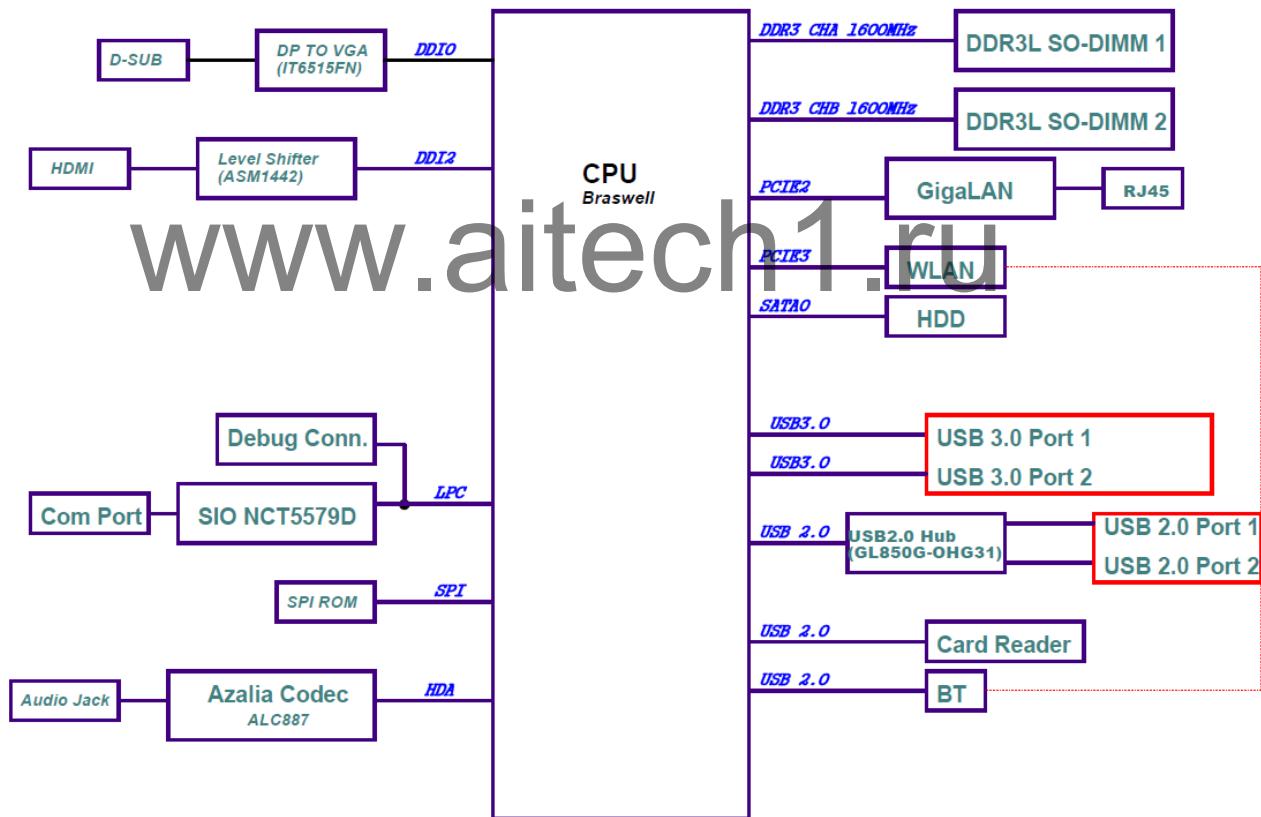 D-SUB
DP TO VGA
(IT6515FN)
DDI0
HDMI
Level Shifter
(ASM1442)
DDI2
CPU
Braswell
DDR3 CHA 1600MHz
DDR3L SO-DIMM 1
DDR3 CHB 1600MHz
DDR3L SO-DIMM 2
PCIE2
GigaLAN
RJ45
www.aitech1.ru
PCIE3
WLAN
SATA0
HDD
Debug Conn.
Com Port
SIO NCT5579D
LPC
SPI ROM
SPI
Audio Jack
Azalia Codec
ALC887
HDA
USB3.0
USB 3.0 Port 1
USB3.0
USB 3.0 Port 2
USB 2.0
USB2.0 Hub
(GL850G-OHG31)
USB 2.0 Port 1
USB 2.0 Port 2
USB 2.0
Card Reader
USB 2.0
BT